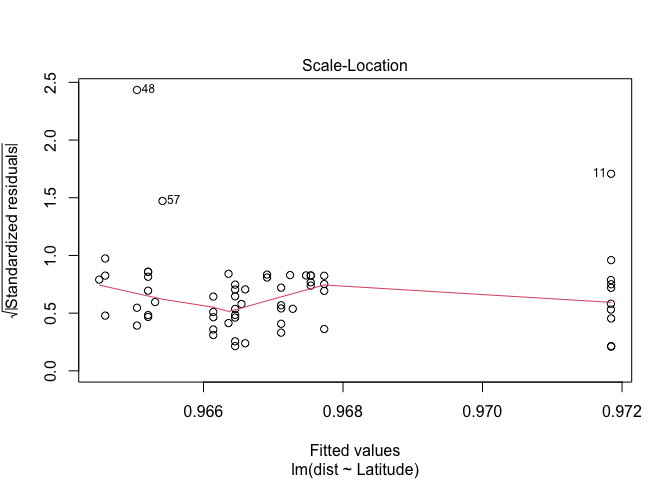 Scale-Location
2.5
2.0
1.5
1.0
0.5
0.0
√|Standardized residuals|
48
57
11
0.966 0.968 0.970 0.972
Fitted values
lm(dist ~ Latitude)